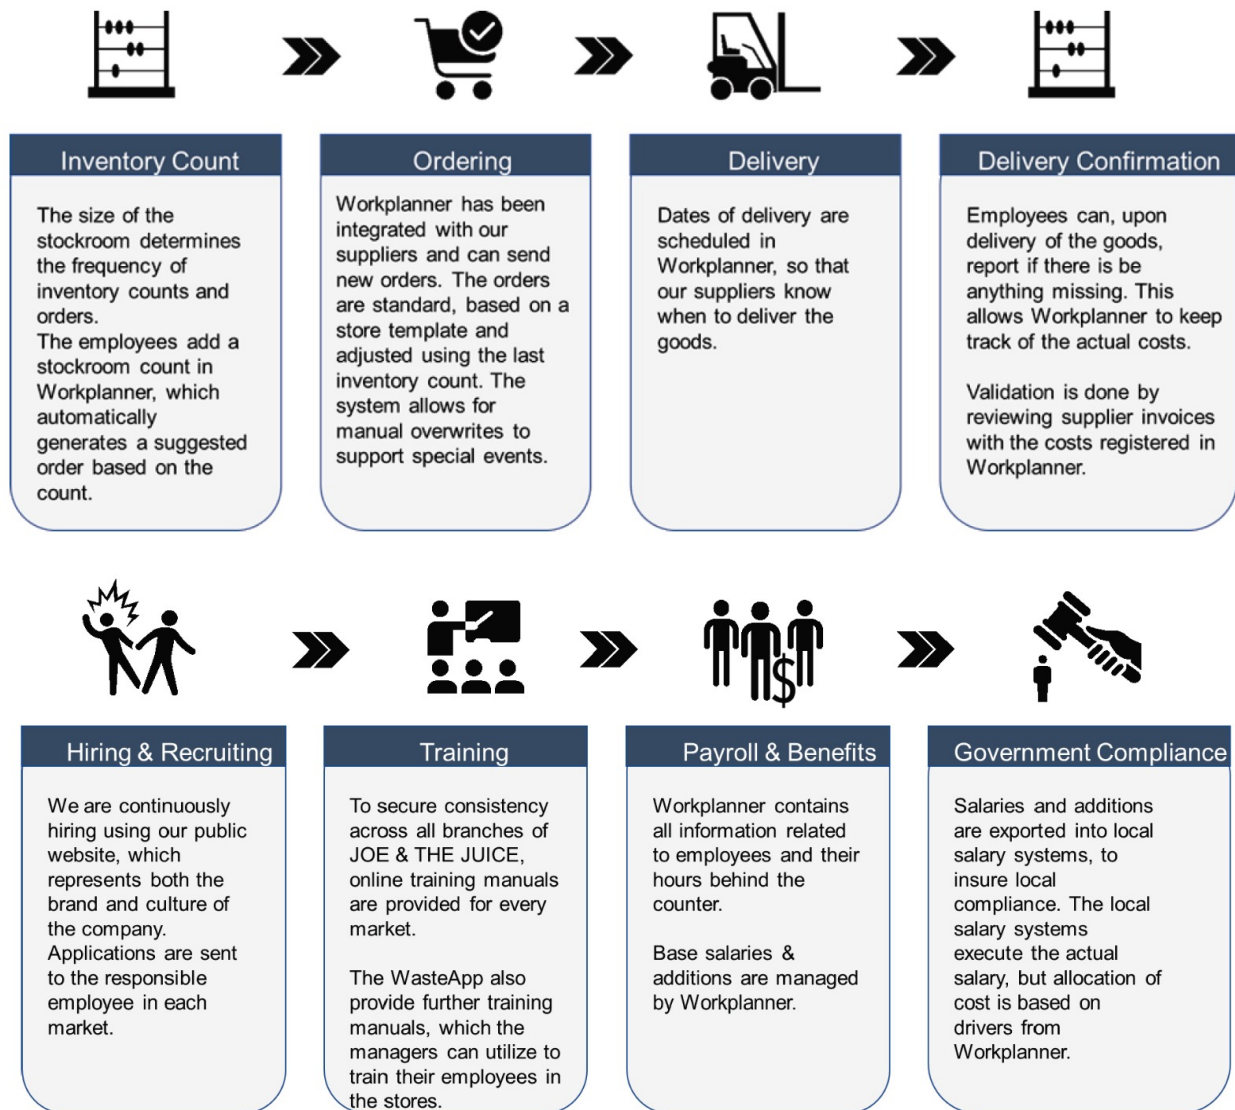 Inventory Count
The size of the
stockroom determines
the frequency of
inventory counts and
orders.
The employees add a
stockroom count in
Workplanner, which
automatically
generates a suggested
order based on the
count.
Ordering
Workplanner has been
integrated with our
suppliers and can send
new orders. The orders
are standard, based on a
store template and
adjusted using the last
inventory count. The
system allows for
manual overwrites to
support special events.
Delivery
Dates of delivery are
scheduled in
Workplanner, so that
our suppliers know
when to deliver the
goods.
Delivery Confirmation
Employees can, upon
delivery of the goods,
report if there is be
anything missing. This
allows Workplanner to keep
track of the actual costs.
Validation is done by
reviewing supplier invoices
with the costs registered in
Workplanner.
Hiring & Recruiting
We are continuously
hiring using our public
website, which
represents both the
brand and culture of
the company.
Applications are sent
to the responsible
employee in each
market.
Training
To secure consistency
across all branches of
JOE & THE JUICE,
online training manuals
are provided for every
market.
The WasteApp also
provide further training
manuals, which the
managers can utilize to
train their employees in
the stores.
Payroll & Benefits
Workplanner contains
all information related
to employees and their
hours behind the
counter.
Base salaries &
additions are managed
by Workplanner.
Government Compliance
Salaries and additions
are exported into local
salary systems, to
insure local
compliance. The local
salary systems
execute the actual
salary, but allocation of
cost is based on
drivers from
Workplanner.